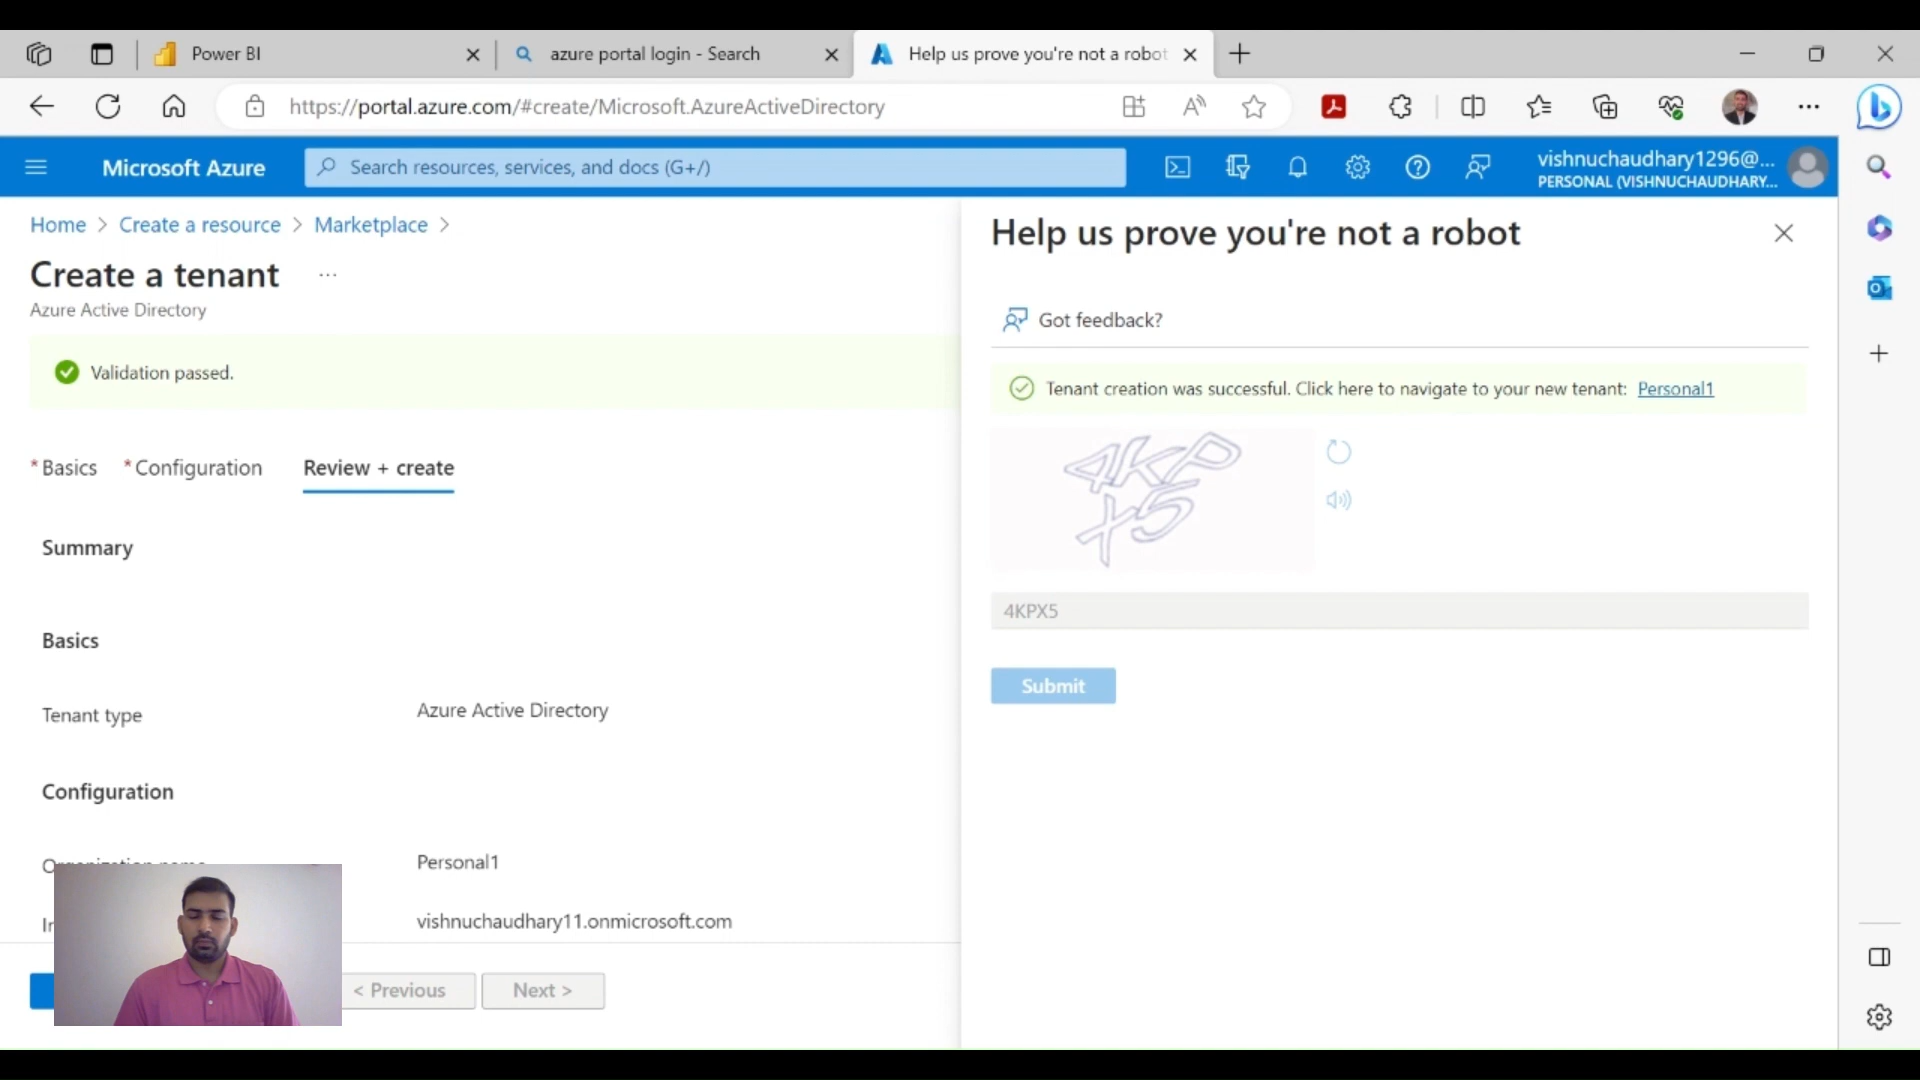 Power BI
azure portal login - Search
Help us prove you're not a robot
https://portal.azure.com/#create/Microsoft.AzureActiveDirectory
Microsoft Azure
Search resources, services, and docs (G+/)
vishnuchaudhary1296@...
PERSONAL (VISHNUCHAUDHARY...
Home > Create a resource > Marketplace >
Create a tenant ...
Azure Active Directory
Validation passed.
* Basics * Configuration Review + create
Summary
Basics
Tenant type Azure Active Directory
Configuration
Personal1
vishnuchaudhary11.onmicrosoft.com
< Previous Next >
Help us prove you're not a robot
Got feedback?
Tenant creation was successful. Click here to navigate to your new tenant: Personal1
4KP
X5
4KPX5
Submit